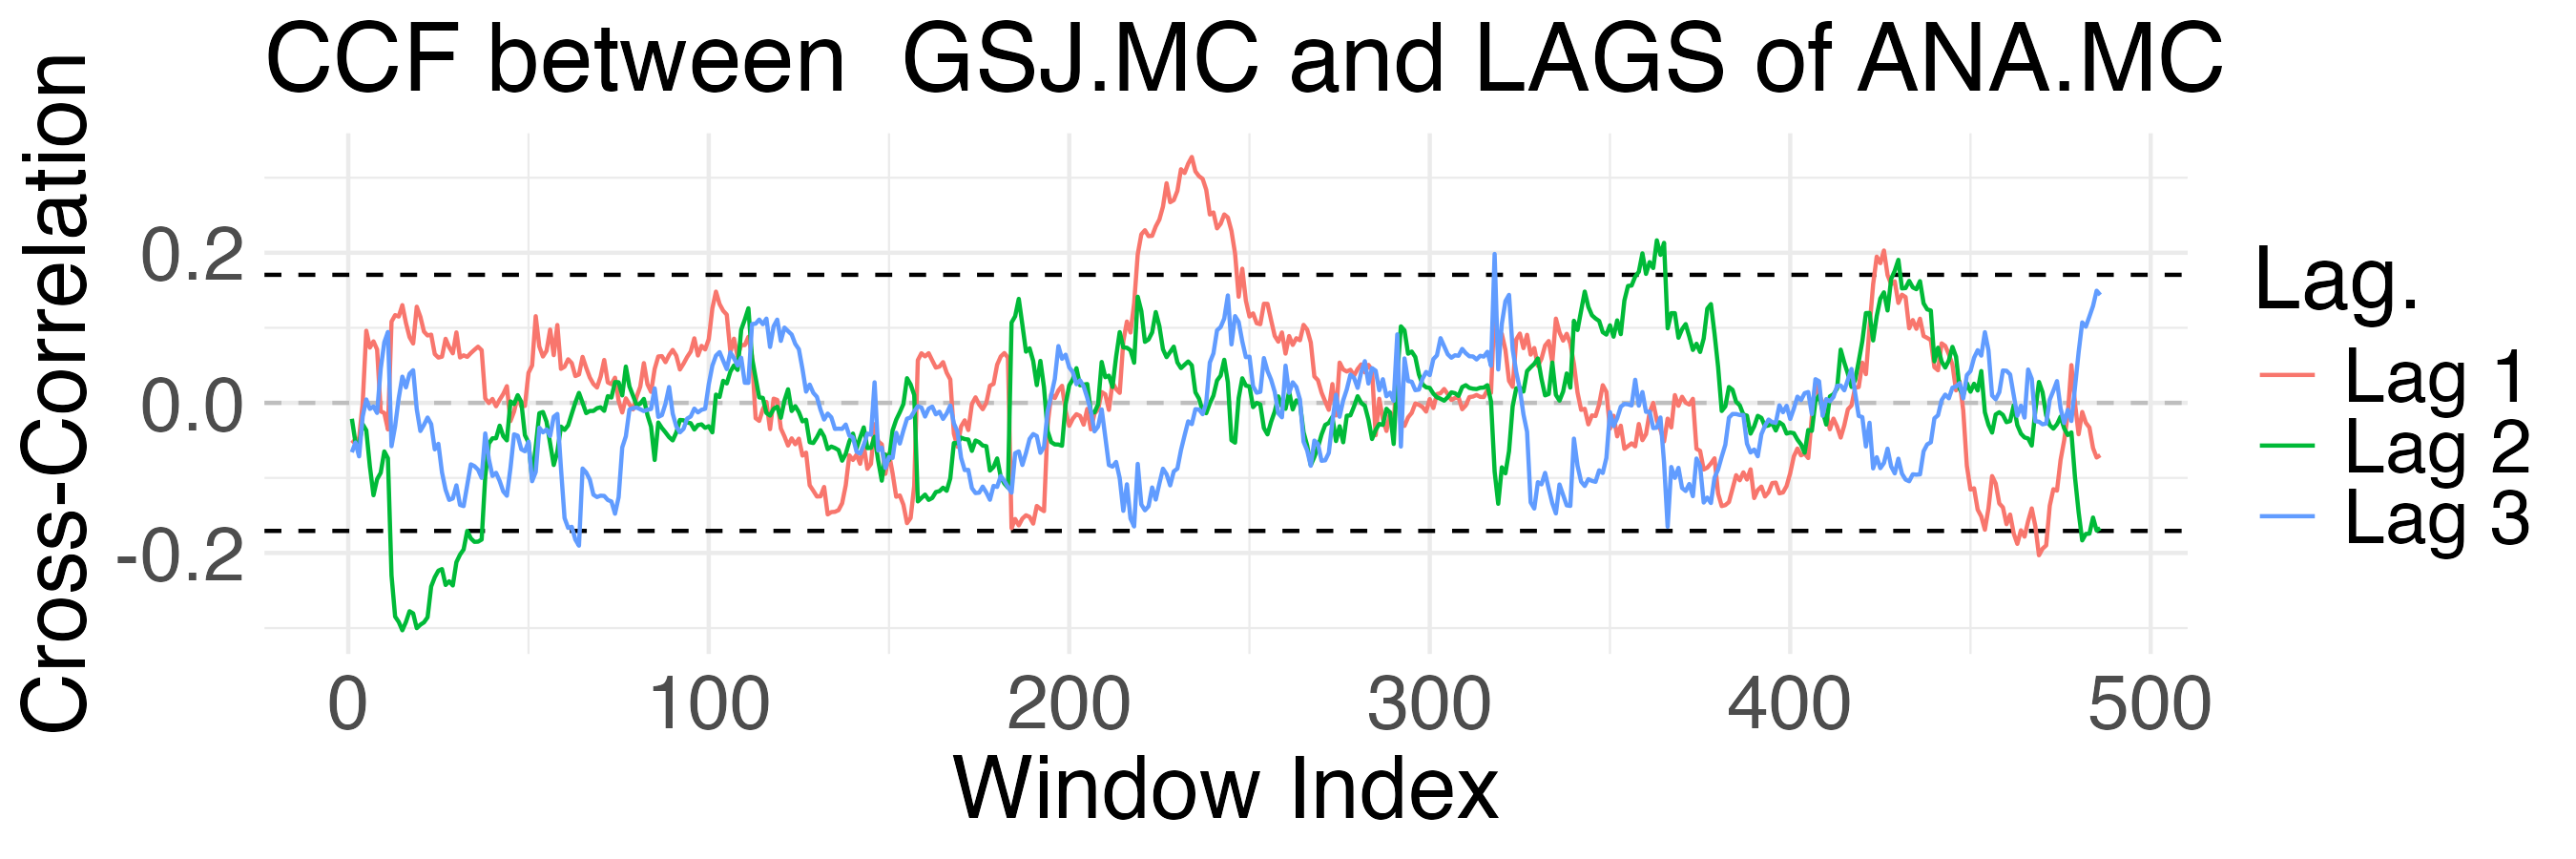 CCF between  GSJ.MC and LAGS of ANA.MC
Cross-Correlation
0.2
0.0
-0.2
0 100 200 300 400 500
Window Index
Lag.
Lag 1
Lag 2
Lag 3